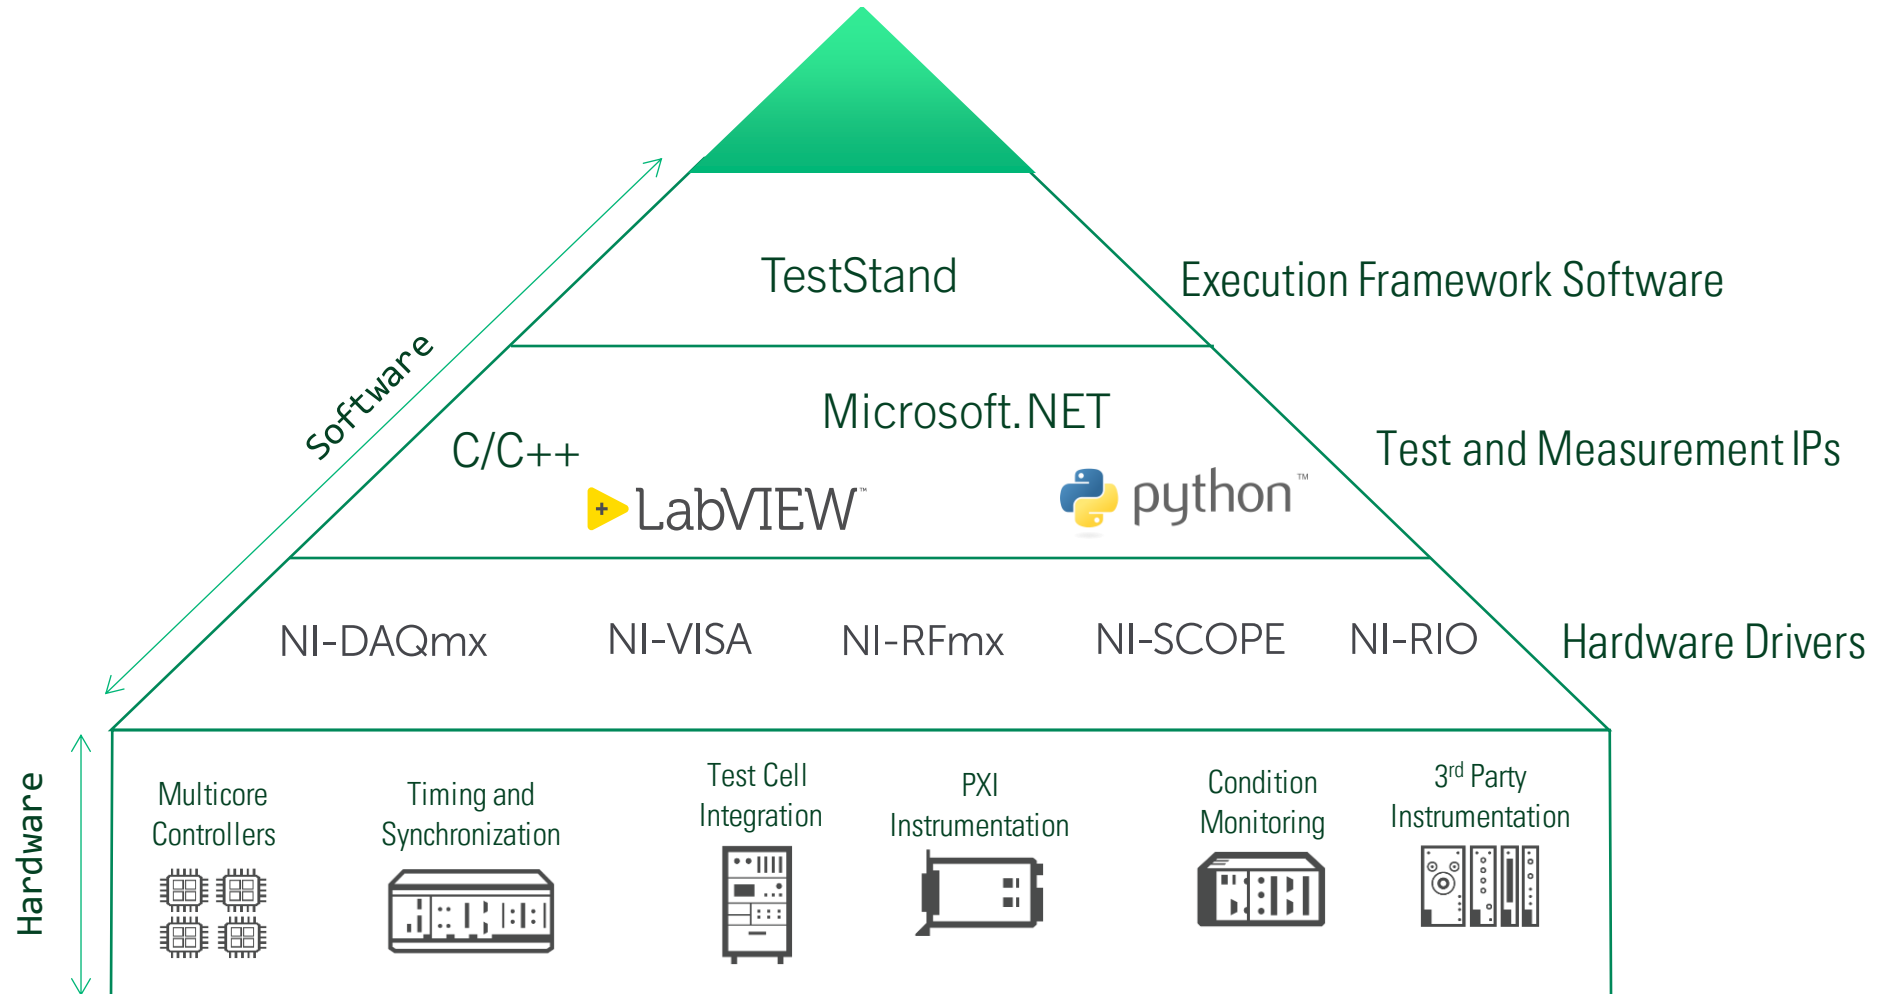 TestStand
Execution Framework Software
Software
Microsoft.NET
C/C++
Test and Measurement IPs
LabVIEW™
python™
NI-DAQmx
NI-VISA
NI-RFmx
NI-SCOPE
NI-RIO
Hardware Drivers
Hardware
Multicore
Controllers
Timing and
Synchronization
Test Cell
Integration
PXI
Instrumentation
Condition
Monitoring
3rd Party
Instrumentation